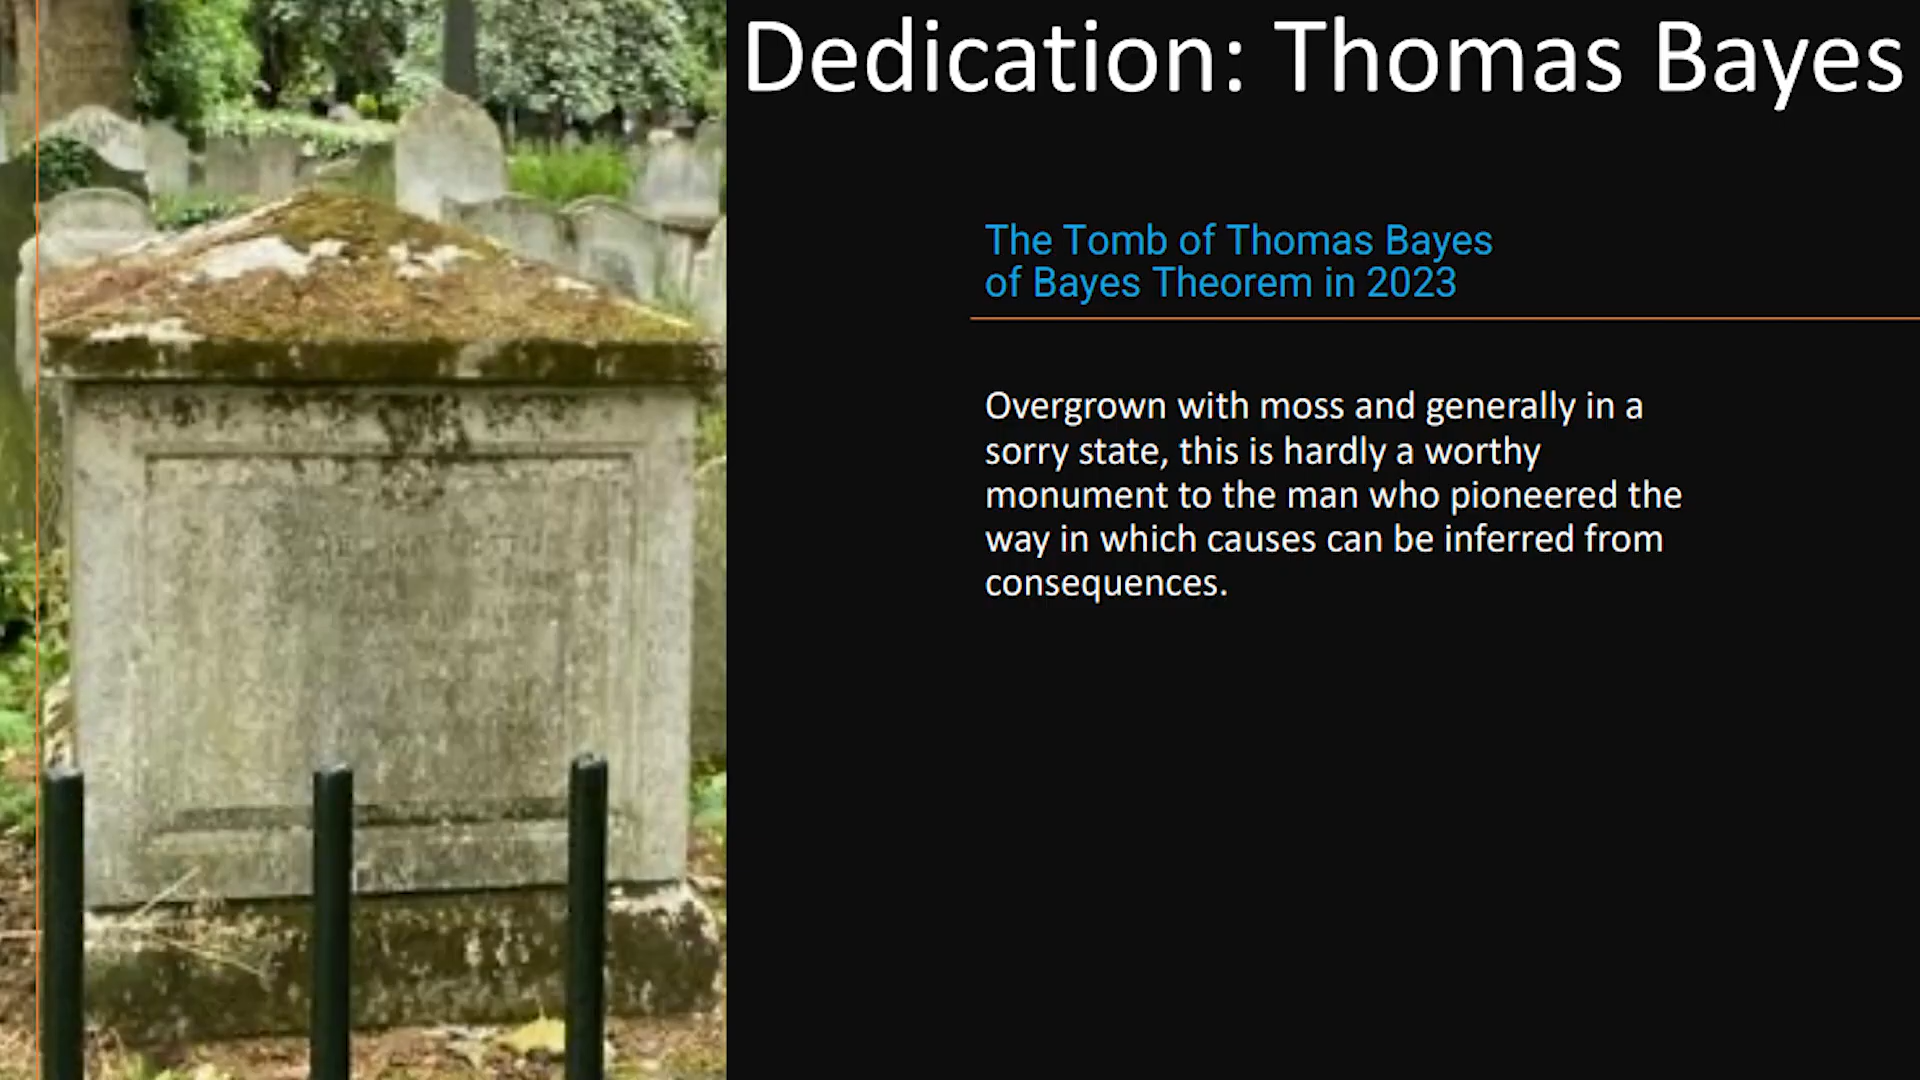 Dedication: Thomas Bayes
The Tomb of Thomas Bayes
of Bayes Theorem in 2023
Overgrown with moss and generally in a
sorry state, this is hardly a worthy
monument to the man who pioneered the
way in which causes can be inferred from
consequences.